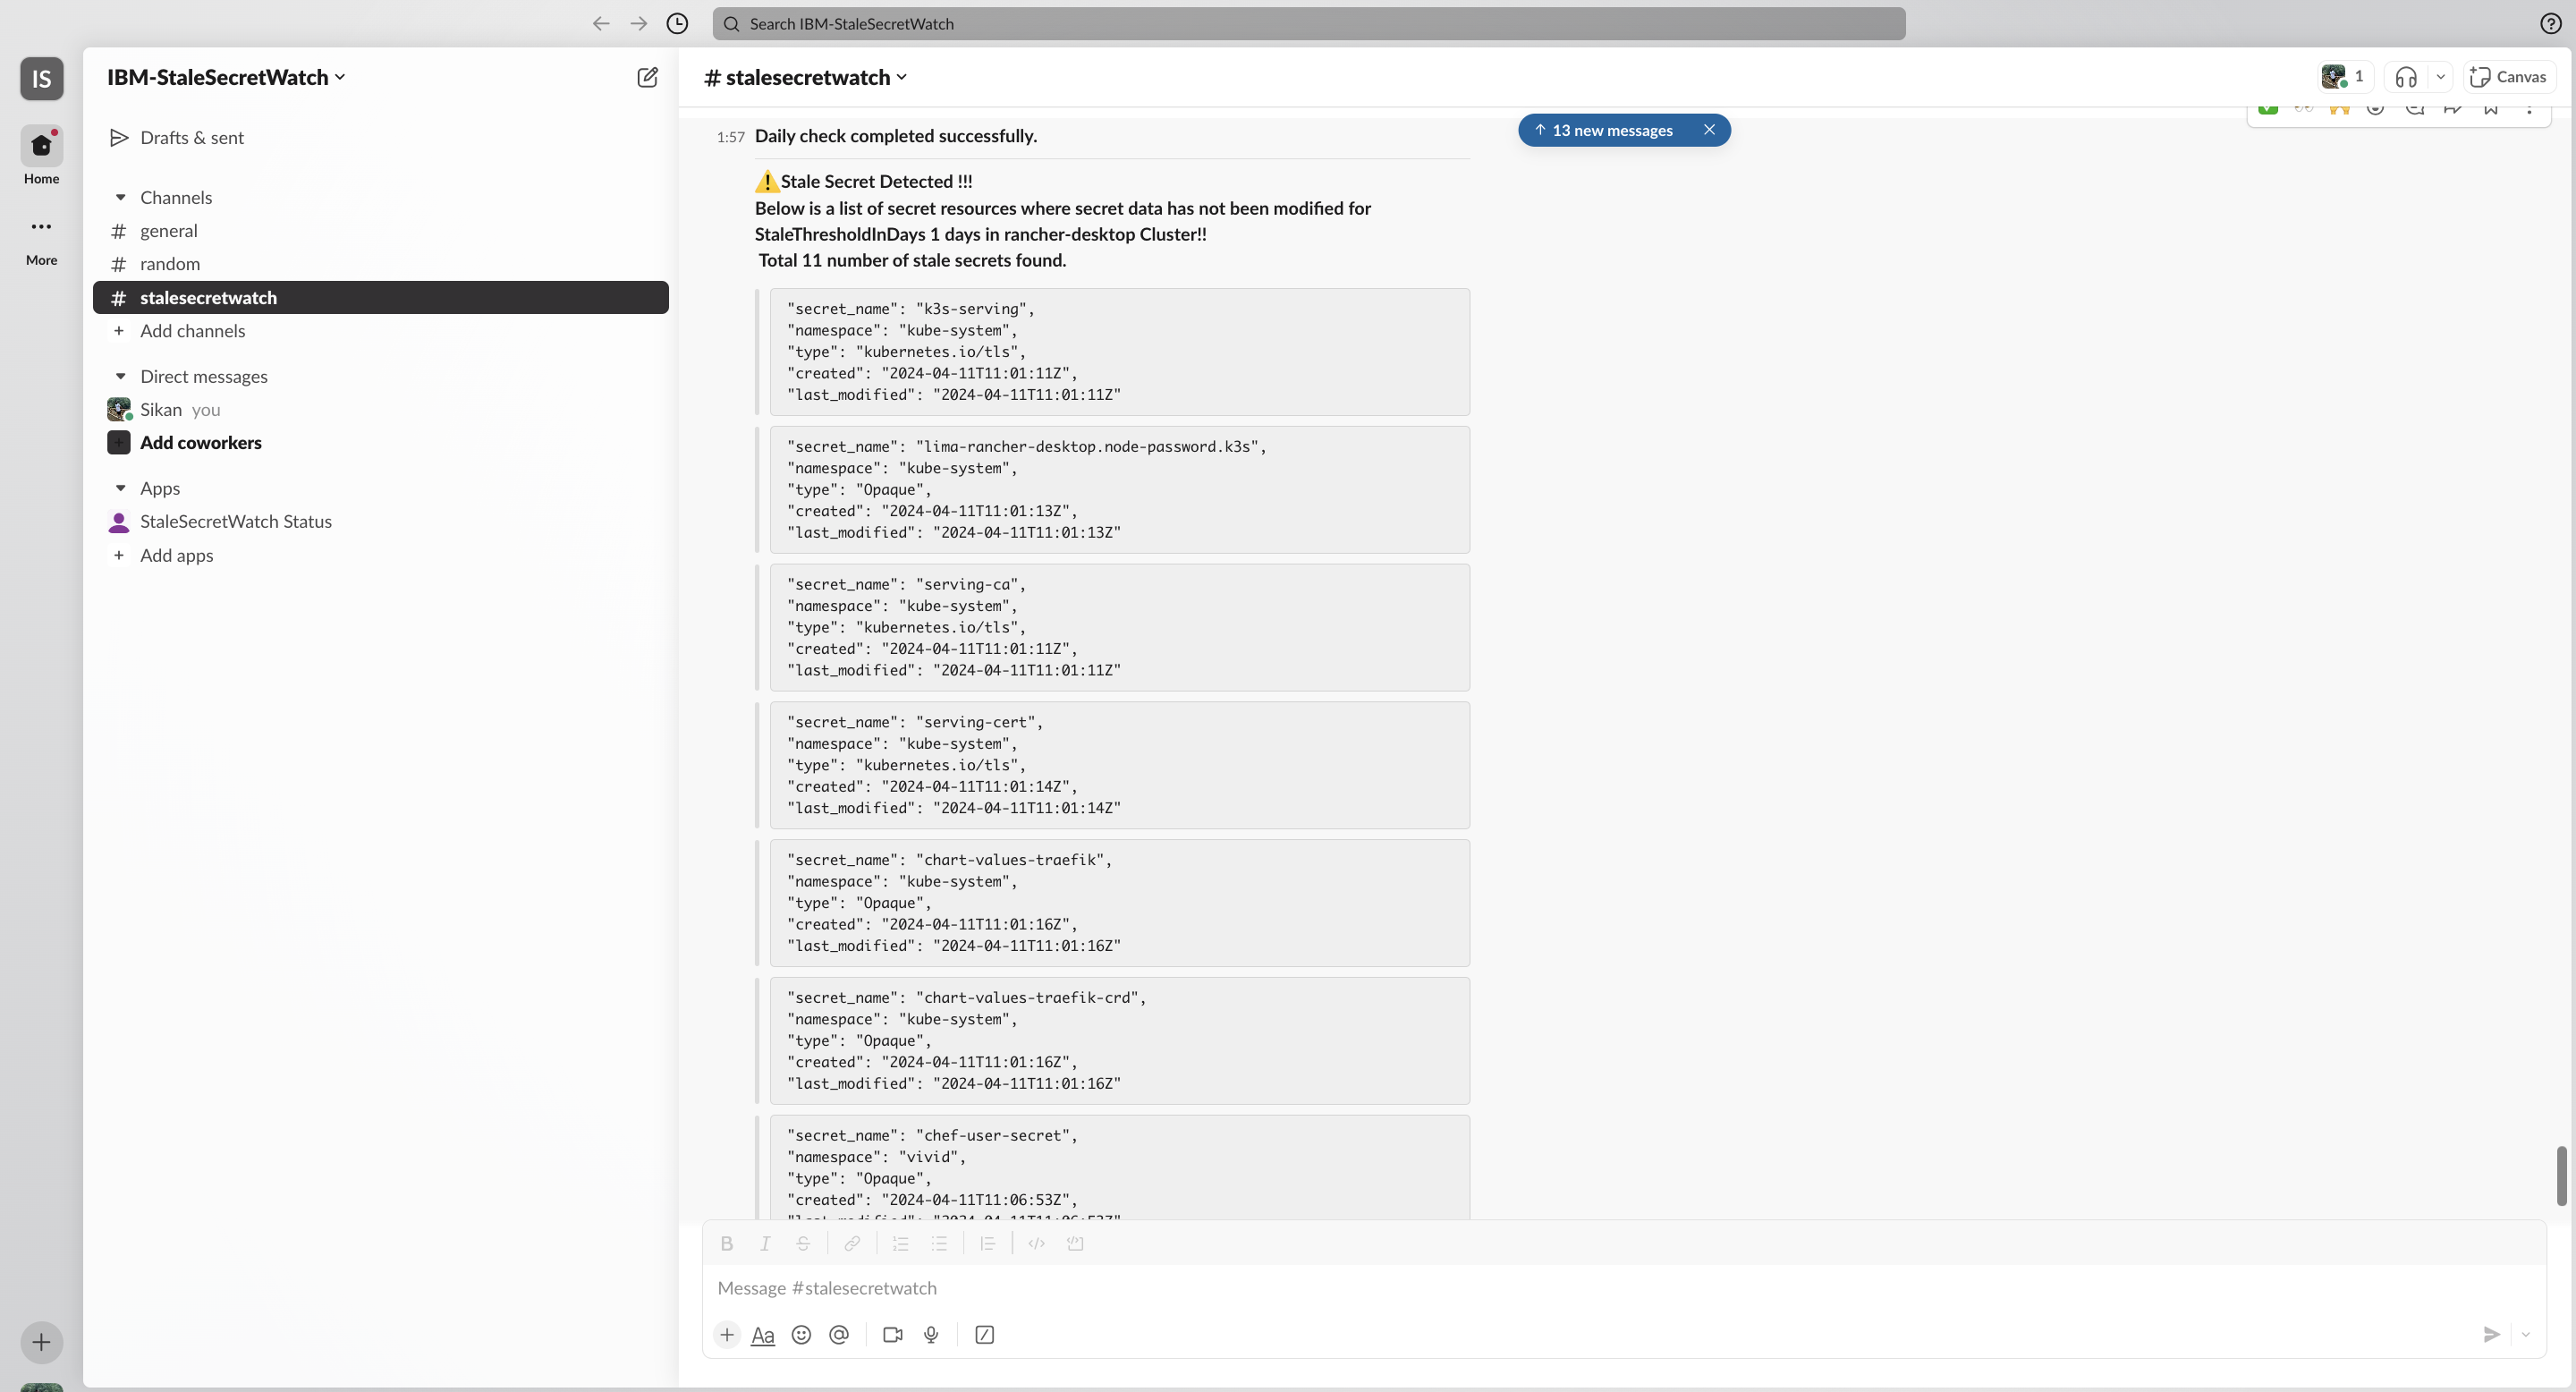 Search IBM-StaleSecretWatch
IS
Home
More
IBM-StaleSecretWatch
Drafts & sent
Channels
# general
# random
# stalesecretwatch
+ Add channels
Direct messages
Sikan you
+ Add coworkers
Apps
StaleSecretWatch Status
+ Add apps
# stalesecretwatch
1
Canvas
↑ 13 new messages
1:57 Daily check completed successfully.
⚠️Stale Secret Detected !!!
Below is a list of secret resources where secret data has not been modified for
StaleThresholdInDays 1 days in rancher-desktop Cluster!!
Total 11 number of stale secrets found.
"secret_name": "k3s-serving",
"namespace": "kube-system",
"type": "kubernetes.io/tls",
"created": "2024-04-11T11:01:11Z",
"last_modified": "2024-04-11T11:01:11Z"
"secret_name": "lima-rancher-desktop.node-password.k3s",
"namespace": "kube-system",
"type": "Opaque",
"created": "2024-04-11T11:01:13Z",
"last_modified": "2024-04-11T11:01:13Z"
"secret_name": "serving-ca",
"namespace": "kube-system",
"type": "kubernetes.io/tls",
"created": "2024-04-11T11:01:11Z",
"last_modified": "2024-04-11T11:01:11Z"
"secret_name": "serving-cert",
"namespace": "kube-system",
"type": "kubernetes.io/tls",
"created": "2024-04-11T11:01:14Z",
"last_modified": "2024-04-11T11:01:14Z"
"secret_name": "chart-values-traefik",
"namespace": "kube-system",
"type": "Opaque",
"created": "2024-04-11T11:01:16Z",
"last_modified": "2024-04-11T11:01:16Z"
"secret_name": "chart-values-traefik-crd",
"namespace": "kube-system",
"type": "Opaque",
"created": "2024-04-11T11:01:16Z",
"last_modified": "2024-04-11T11:01:16Z"
"secret_name": "chef-user-secret",
"namespace": "vivid",
"type": "Opaque",
"created": "2024-04-11T11:06:53Z",
"last_modified": "2024-04-11T11:06:53Z"
Message #stalesecretwatch
Aa